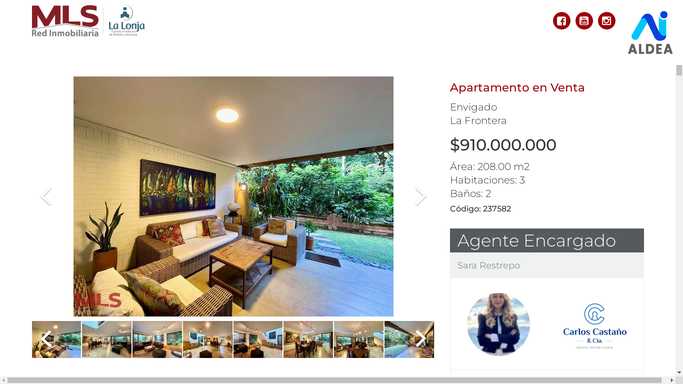 MLS
Red Inmobiliaria
La Lonja
ALDEA
Apartamento en Venta
Envigado
La Frontera
$910.000.000
Área: 208.00 m2
Habitaciones: 3
Baños: 2
Código: 237582
Agente Encargado
Sara Restrepo
MLS
Carlos Castaño
& Cía.